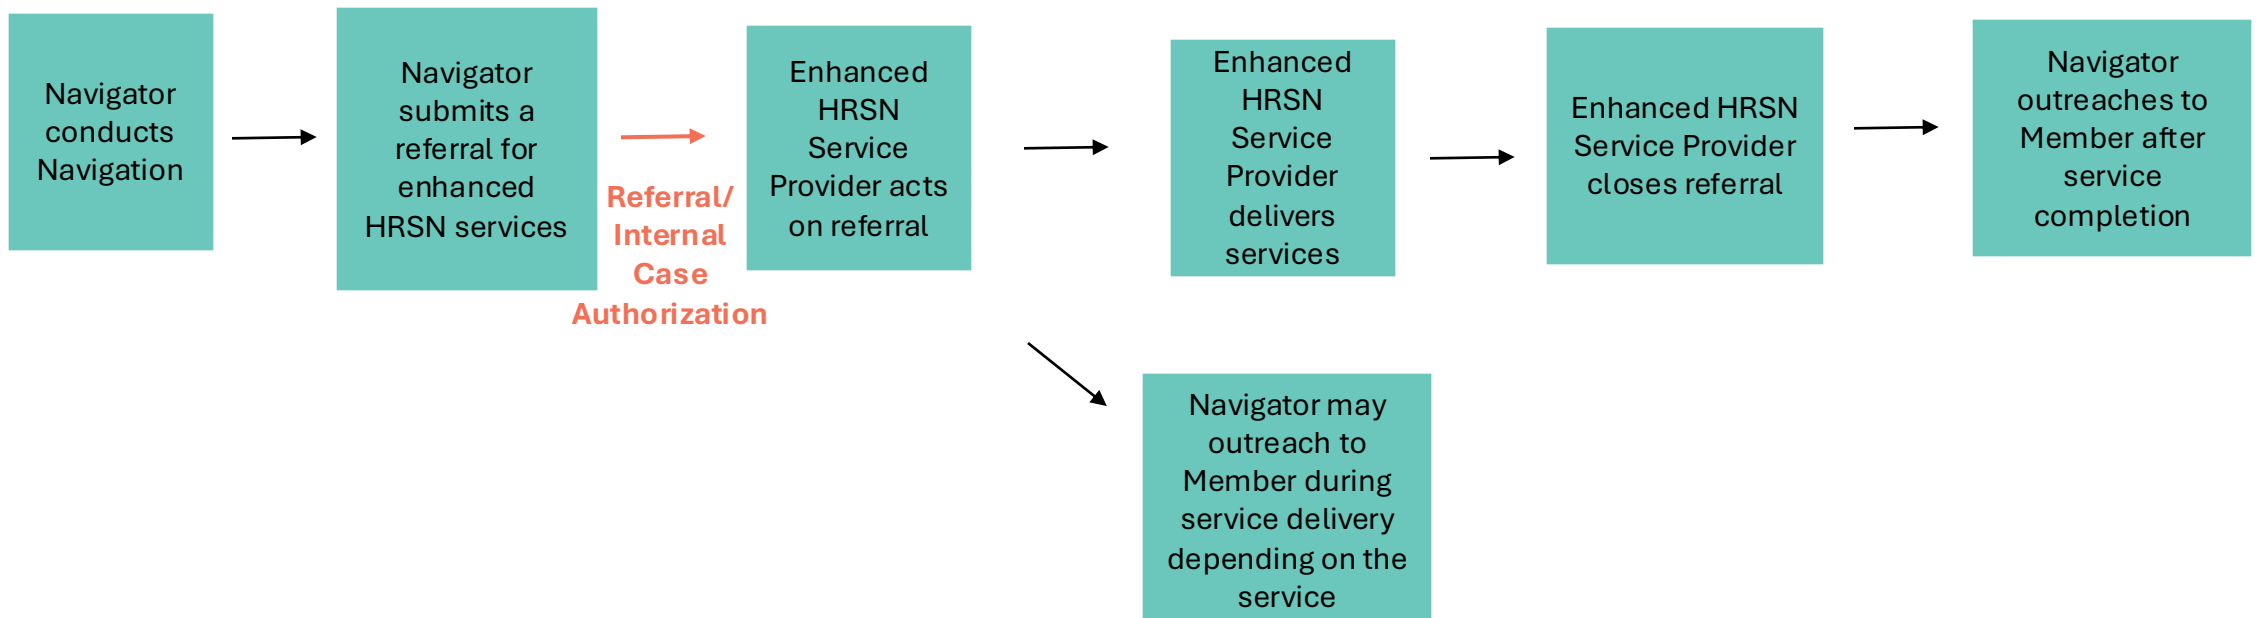 Navigator
conducts
Navigation
Navigator
submits a
referral for
enhanced
HRSN services
Referral/
Internal
Case
Authorization
Enhanced
HRSN
Service
Provider acts
on referral
Enhanced
HRSN
Service
Provider
delivers
services
Enhanced HRSN
Service Provider
closes referral
Navigator
outreaches to
Member after
service
completion
Navigator may
outreach to
Member during
service delivery
depending on the
service